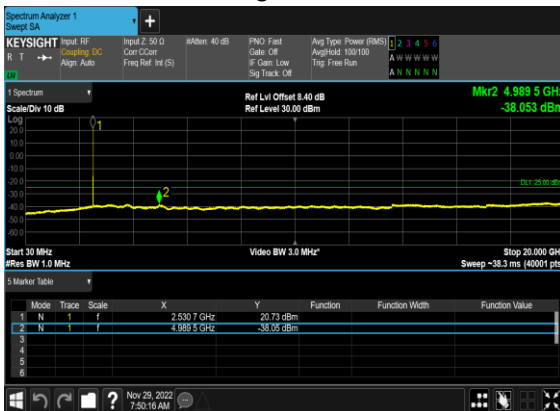 Spectrum Analyzer 1
Swept SA
KEYSIGHT
R T
Input: RF
Coupling: DC
Align: Auto
Input Z: 50 Ω
Corr CCorr
Freq Ref: Int (S)
#Atten: 40 dB
PNO: Fast
Gate: Off
IF Gain: Low
Sig Track: Off
Avg Type: Power (RMS)
Avg|Hold: 100/100
Trig: Free Run
1 2 3 4 5 6
A W W W W W
A N N N N N
LV
1 Spectrum
Scale/Div 10 dB
Ref Lvl Offset 8.40 dB
Ref Level 30.00 dBm
Mkr2 4.989 5 GHz
-38.053 dBm
Log
20.0
10.0
0.00
-10.0
-20.0
-30.0
-40.0
-50.0
-60.0
1
2
DL1 -25.00 dBm
Start 30 MHz
#Res BW 1.0 MHz
Video BW 3.0 MHz*
Stop 20.000 GHz
Sweep ~38.3 ms (40001 pts)
5 Marker Table
Mode Trace Scale X Y Function Function Width Function Value
1 N 1 f 2.530 7 GHz 20.73 dBm
2 N 1 f 4.989 5 GHz -38.05 dBm
3
4
5
6
Nov 29, 2022
7:50:16 AM